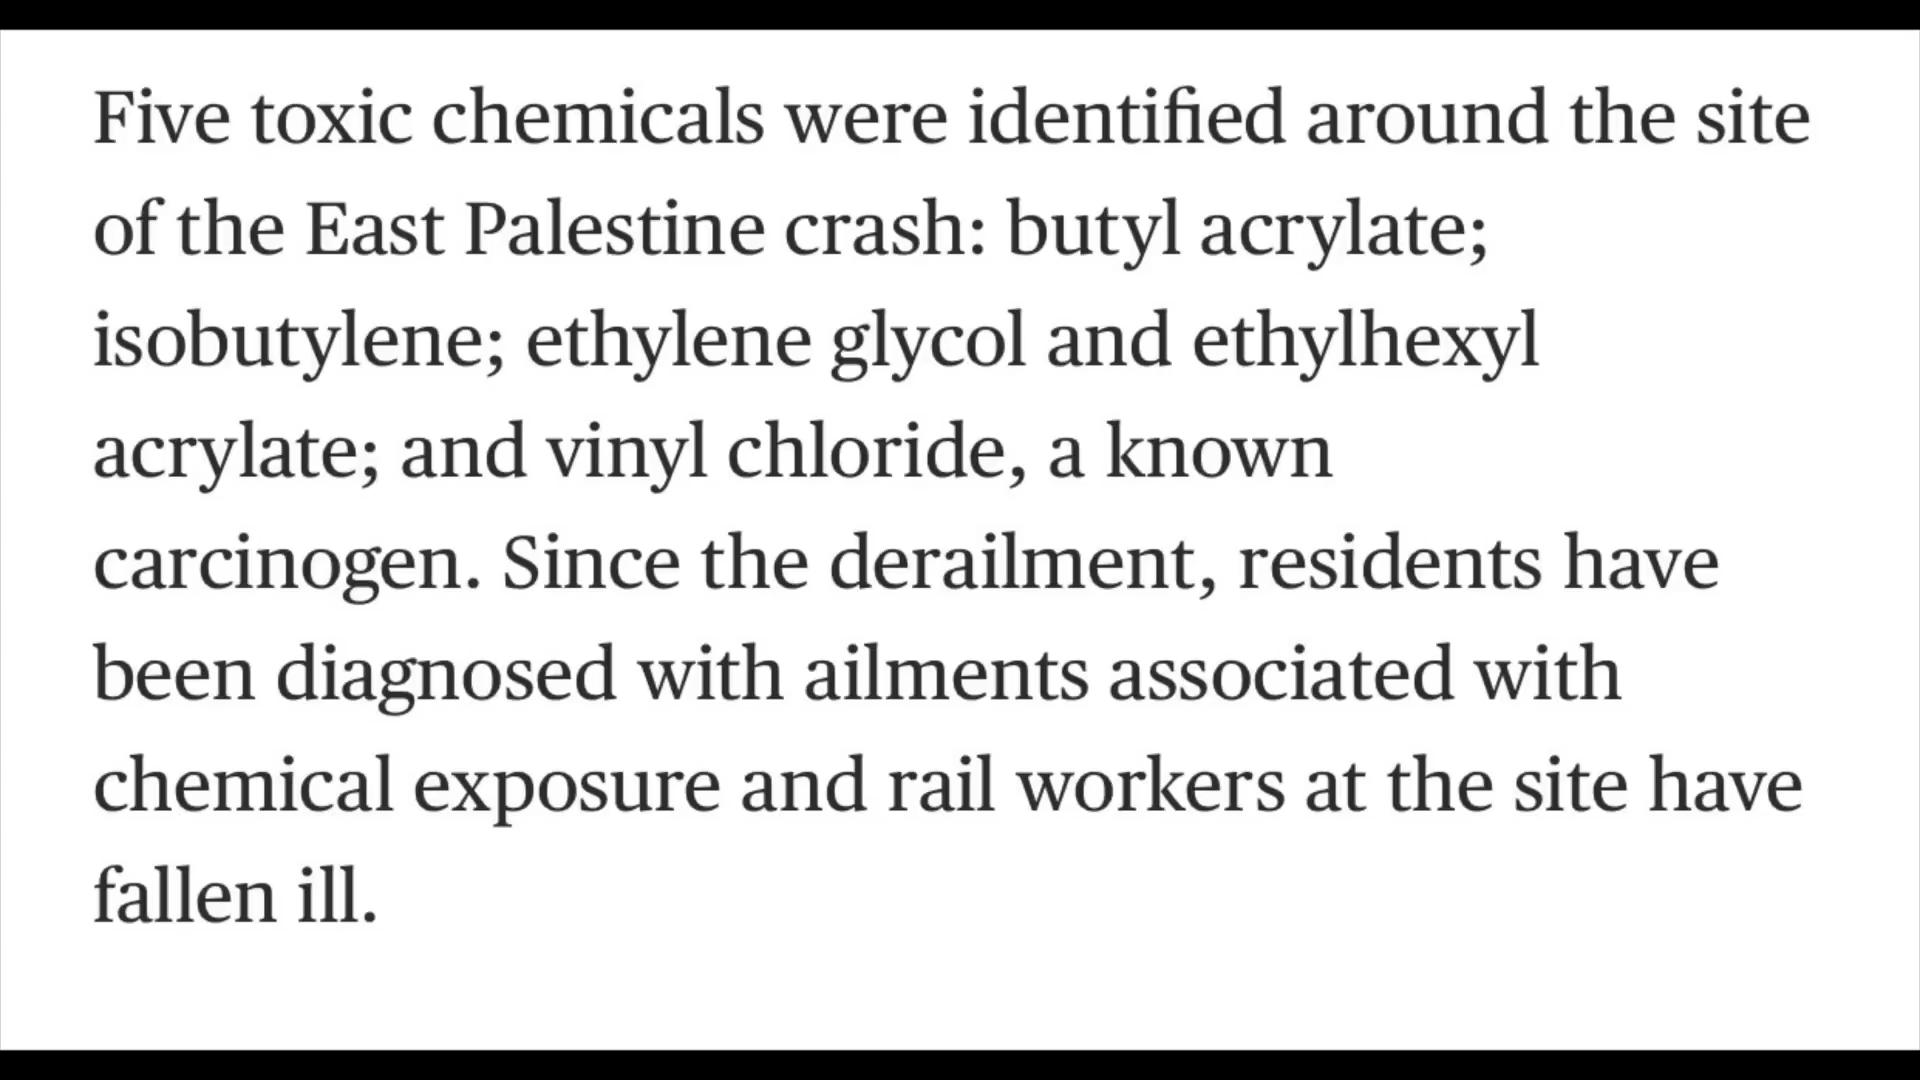 Five toxic chemicals were identified around the site
of the East Palestine crash: butyl acrylate;
isobutylene; ethylene glycol and ethylhexyl
acrylate; and vinyl chloride, a known
carcinogen. Since the derailment, residents have
been diagnosed with ailments associated with
chemical exposure and rail workers at the site have
fallen ill.